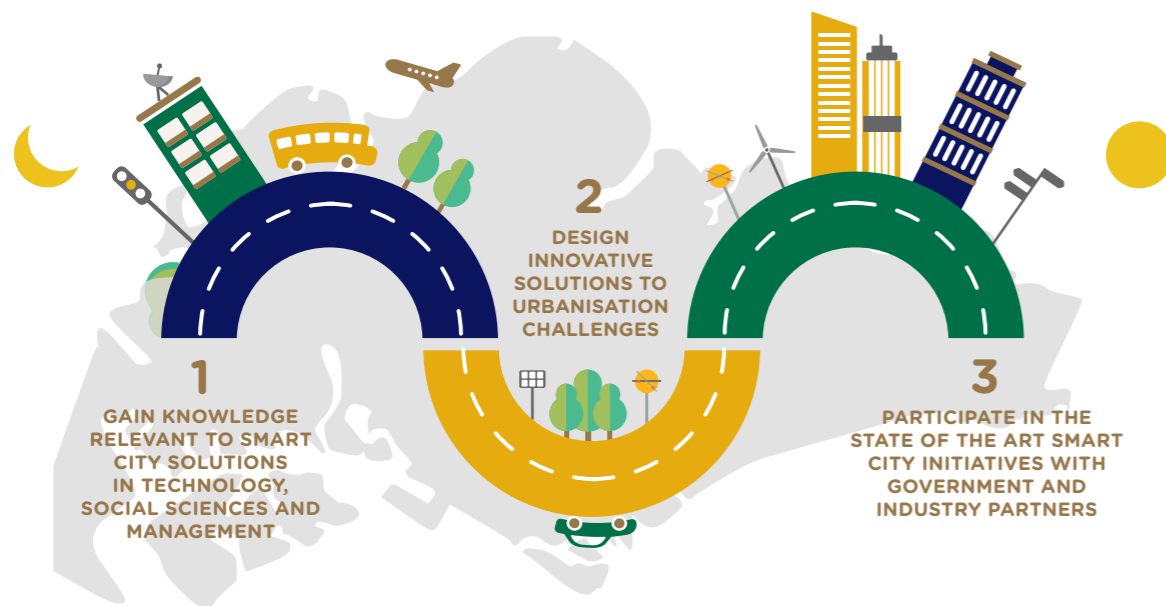 1
GAIN KNOWLEDGE
RELEVANT TO SMART
CITY SOLUTIONS
IN TECHNOLOGY,
SOCIAL SCIENCES AND
MANAGEMENT
2
DESIGN
INNOVATIVE
SOLUTIONS TO
URBANISATION
CHALLENGES
3
PARTICIPATE IN THE
STATE OF THE ART SMART
CITY INITIATIVES WITH
GOVERNMENT AND
INDUSTRY PARTNERS